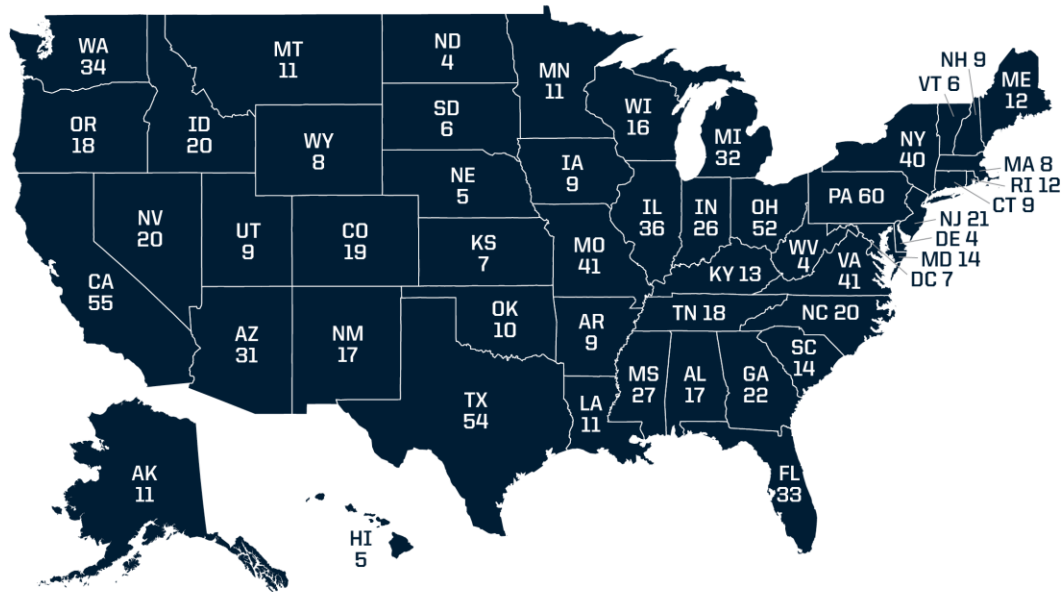 WA
34
MT
11
ND
4
MN
11
NH 9
VT 6
ME
12
OR
18
ID
20
WY
8
SD
6
WI
16
MI
32
NY
40
MA 8
RI 12
CT 9
NV
20
UT
9
CO
19
NE
5
IA
9
IL
36
IN
26
OH
52
PA 60
NJ 21
DE 4
MD 14
DC 7
WV
4
VA
41
CA
55
KS
7
MO
41
KY 13
AZ
31
NM
17
OK
10
AR
9
TN 18
NC 20
SC
14
TX
54
LA
11
MS
27
AL
17
GA
22
FL
33
AK
11
HI
5